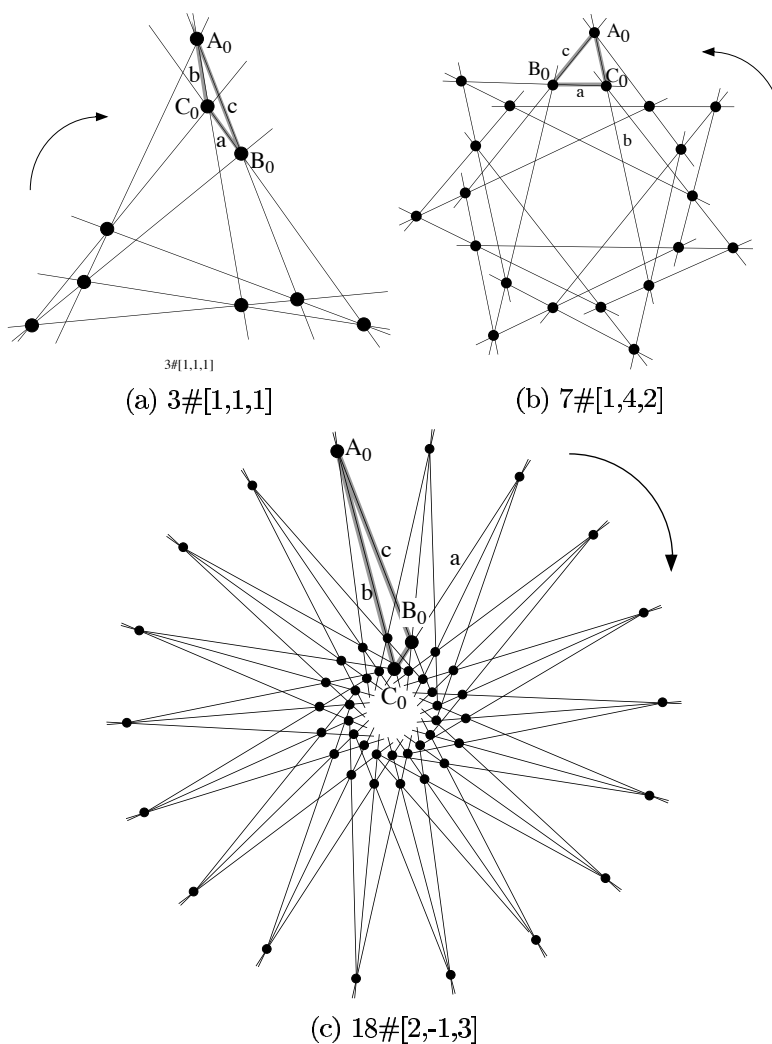 A0
b
C0
c
a
B0
3#[1,1,1]
(a) 3#[1,1,1]
A0
c
B0
C0
a
b
(b) 7#[1,4,2]
A0
c
a
b
B0
C0
(c) 18#[2,-1,3]